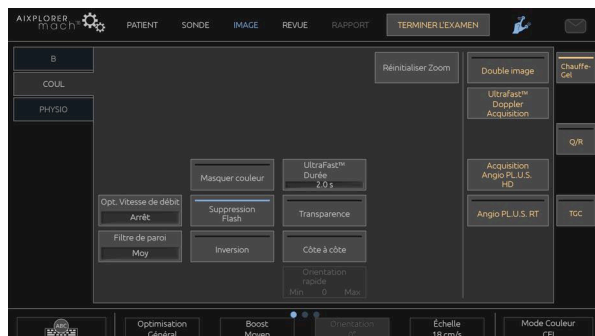 AIXPLORER
mach
PATIENT
SONDE
IMAGE
REVUE
RAPPORT
TERMINER L'EXAMEN
B
COUL
PHYSIO
Réinitialiser Zoom
Double image
Chauffe-
Gel
Ultrafast™
Doppler
Acquisition
Q/R
Masquer couleur
UltraFast™
Durée
2.0 s
Acquisition
Angio PL.U.S.
HD
Opt. Vitesse de débit
Arrêt
Suppression
Flash
Transparence
Angio PL.U.S. RT
TGC
Filtre de paroi
Moy
Inversion
Côte à côte
Orientation
rapide
Min 0 Max
ABC
Optimisation
Général
Boost
Moyen
Orientation
0°
Échelle
18 cm/s
Mode Couleur
CFI